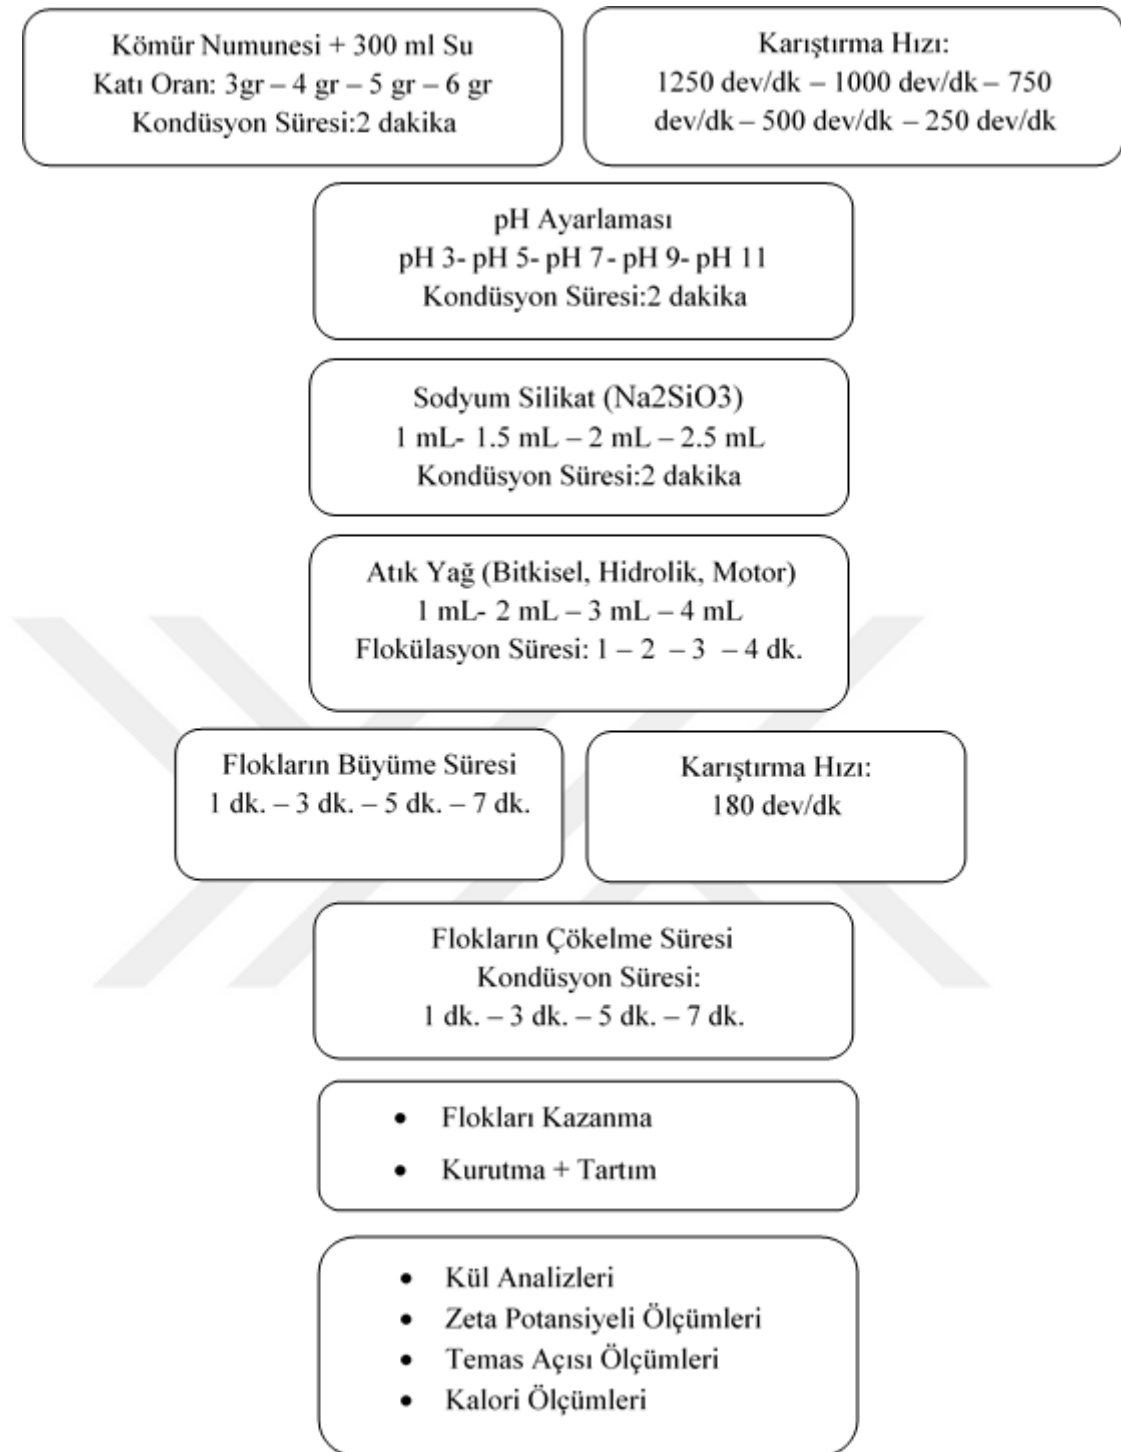 Kömür Numunesi + 300 ml Su
Katı Oran: 3gr – 4 gr – 5 gr – 6 gr
Kondüsyon Süresi:2 dakika
Karıştırma Hızı:
1250 dev/dk – 1000 dev/dk – 750
dev/dk – 500 dev/dk – 250 dev/dk
pH Ayarlaması
pH 3- pH 5- pH 7- pH 9- pH 11
Kondüsyon Süresi:2 dakika
Sodyum Silikat (Na2SiO3)
1 mL- 1.5 mL – 2 mL – 2.5 mL
Kondüsyon Süresi:2 dakika
Atık Yağ (Bitkisel, Hidrolik, Motor)
1 mL- 2 mL – 3 mL – 4 mL
Flokülasyon Süresi: 1 – 2 – 3 – 4 dk.
Flokların Büyüme Süresi
1 dk. – 3 dk. – 5 dk. – 7 dk.
Karıştırma Hızı:
180 dev/dk
Flokların Çökelme Süresi
Kondüsyon Süresi:
1 dk. – 3 dk. – 5 dk. – 7 dk.
• Flokları Kazanma
• Kurutma + Tartım
• Kül Analizleri
• Zeta Potansiyeli Ölçümleri
• Temas Açısı Ölçümleri
• Kalori Ölçümleri